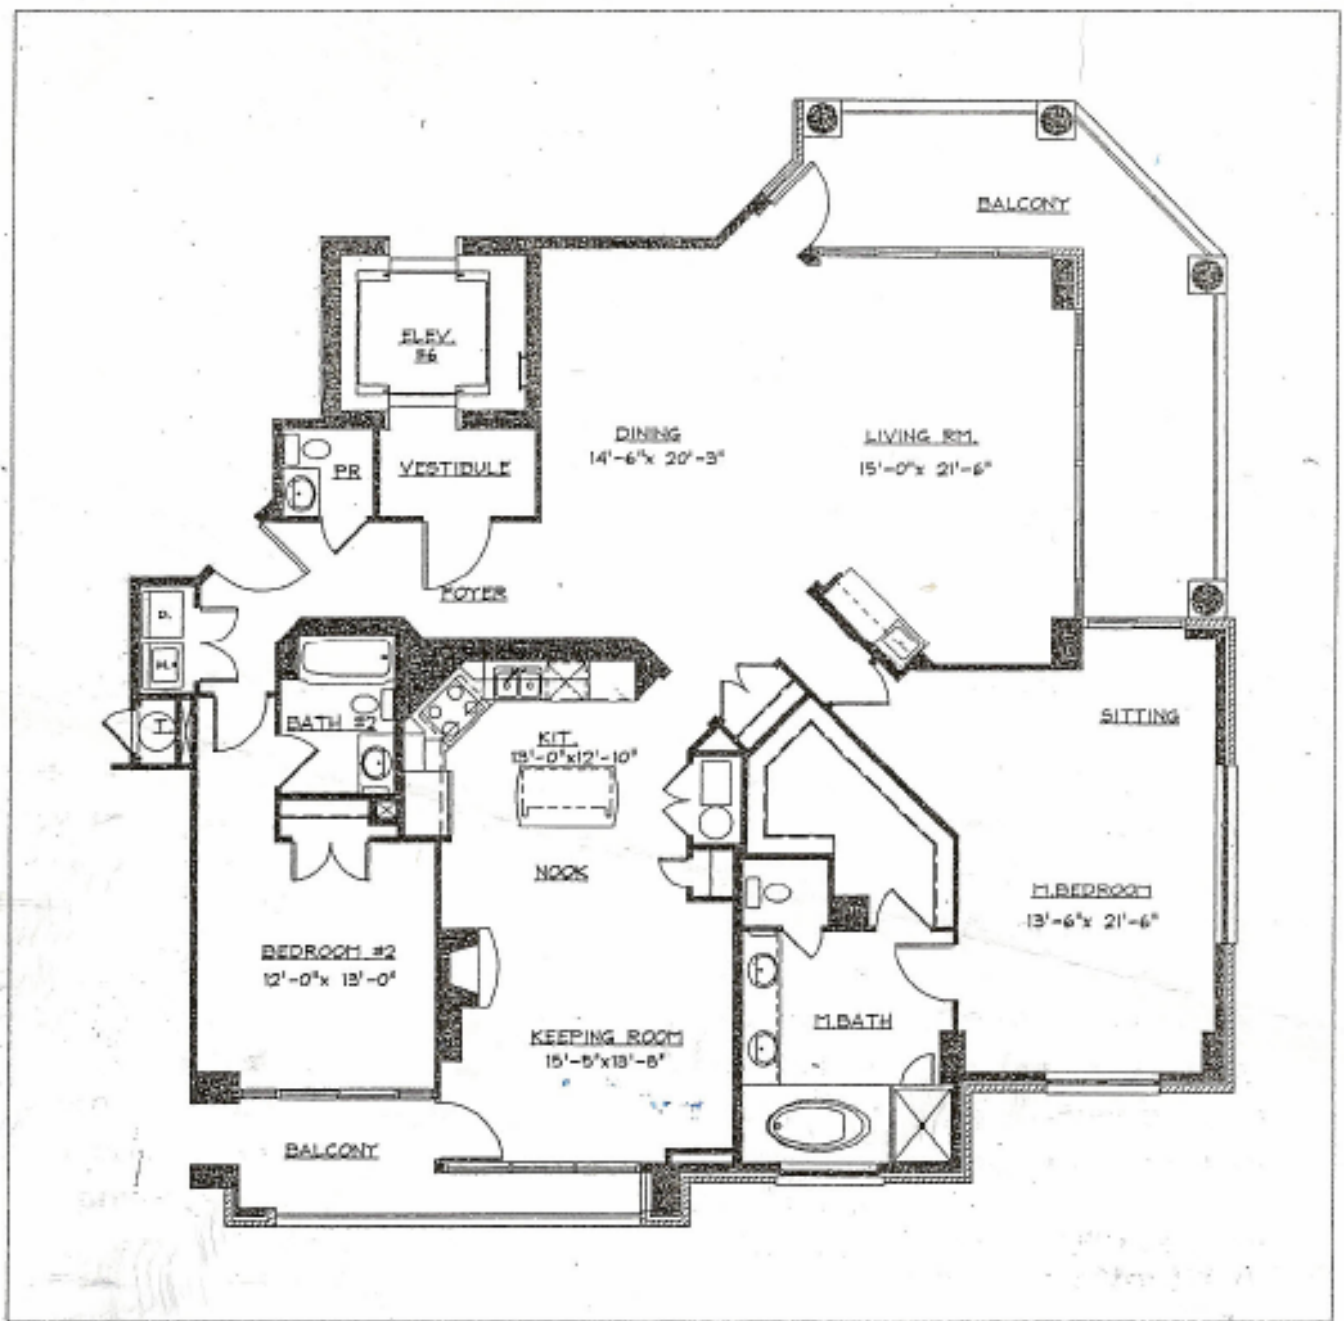 BALCONY
ELEV.
#6
DINING
14'-6"x 20'-3"
LIVING RM.
15'-0"x 21'-6"
PR
VESTIBULE
FOYER
D.
W.
T
BATH #2
KIT.
13'-0"x12'-10"
SITTING
NOOK
M.BEDROOM
13'-6"x 21'-6"
BEDROOM #2
12'-0"x 13'-0"
M.BATH
KEEPING ROOM
15'-5"x13'-8"
BALCONY